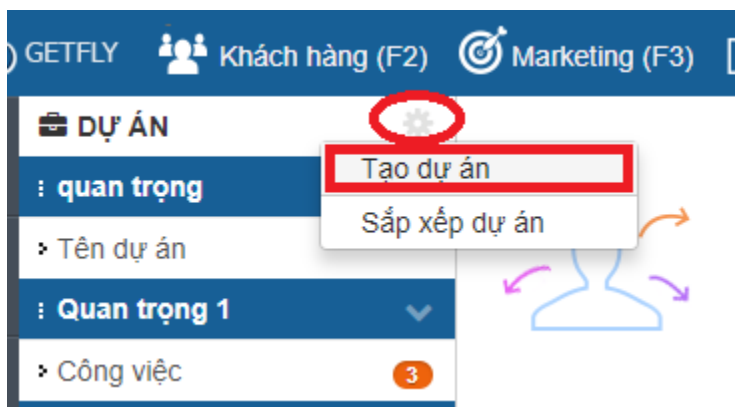 GETFLY Khách hàng (F2) Marketing (F3)
DỰ ÁN
Tạo dự án
quan trọng
Sắp xếp dự án
Tên dự án
Quan trọng 1
Công việc 3